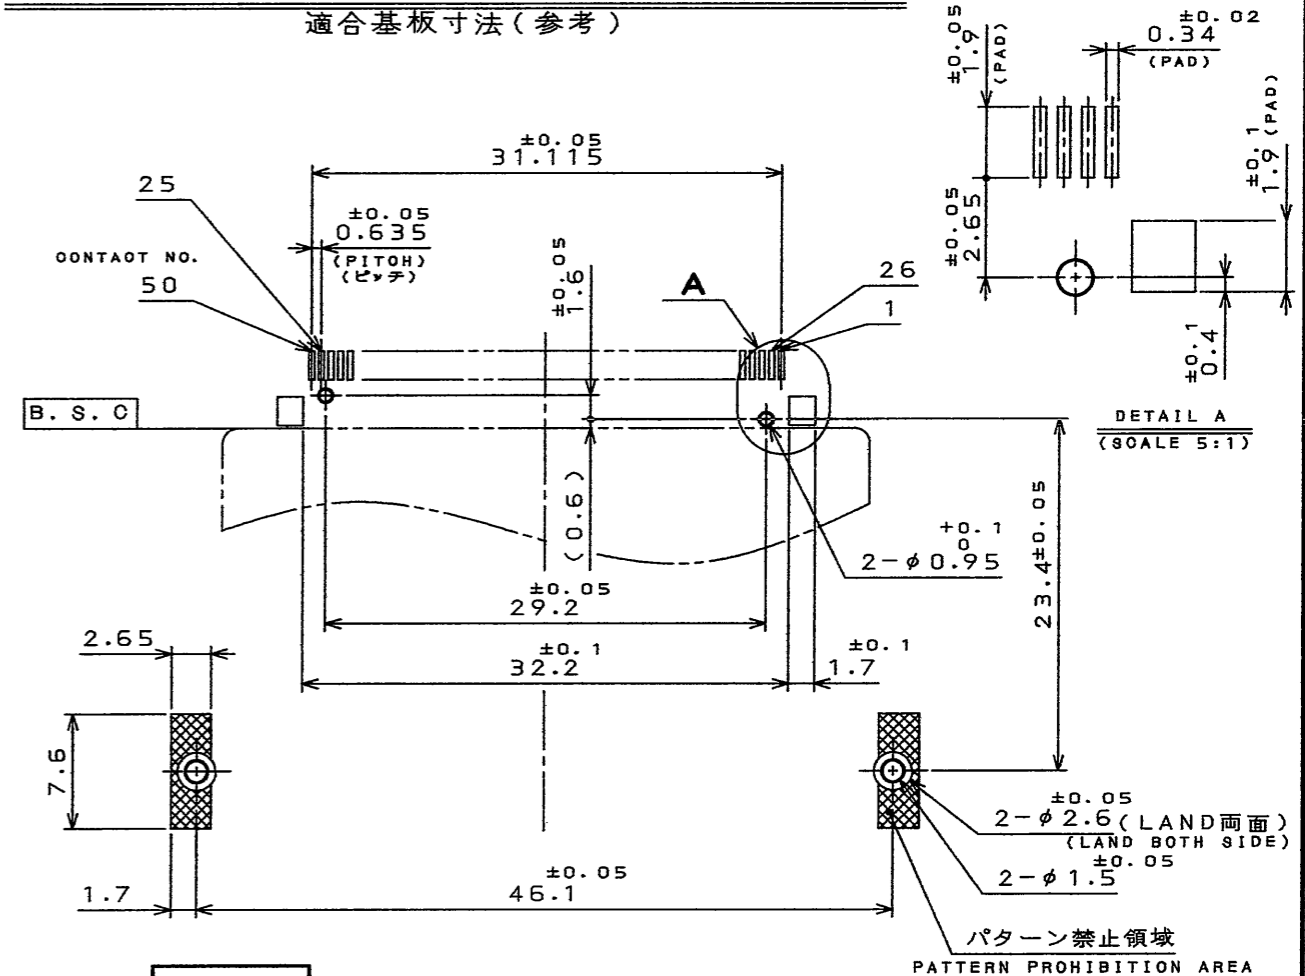 適合基板寸法(参考)
±0.05
1.9
(PAD)
±0.02
0.34
(PAD)
±0.1
1.9 (PAD)
±0.05
2.65
±0.1
0.4
DETAIL A
(SCALE 5:1)
±0.05
31.115
25
±0.05
0.635
(PITCH)
(ピッチ)
CONTACT NO.
50
±0.05
1.6
A
26
1
B. S. C
(0.6)
+0.1
0
2-φ0.95
23.4±0.05
±0.05
29.2
±0.1
32.2
±0.1
1.7
2.65
7.6
±0.05
2-φ2.6(LAND両面)
(LAND BOTH SIDE)
±0.05
2-φ1.5
1.7
±0.05
46.1
パターン禁止領域
PATTERN PROHIBITION AREA